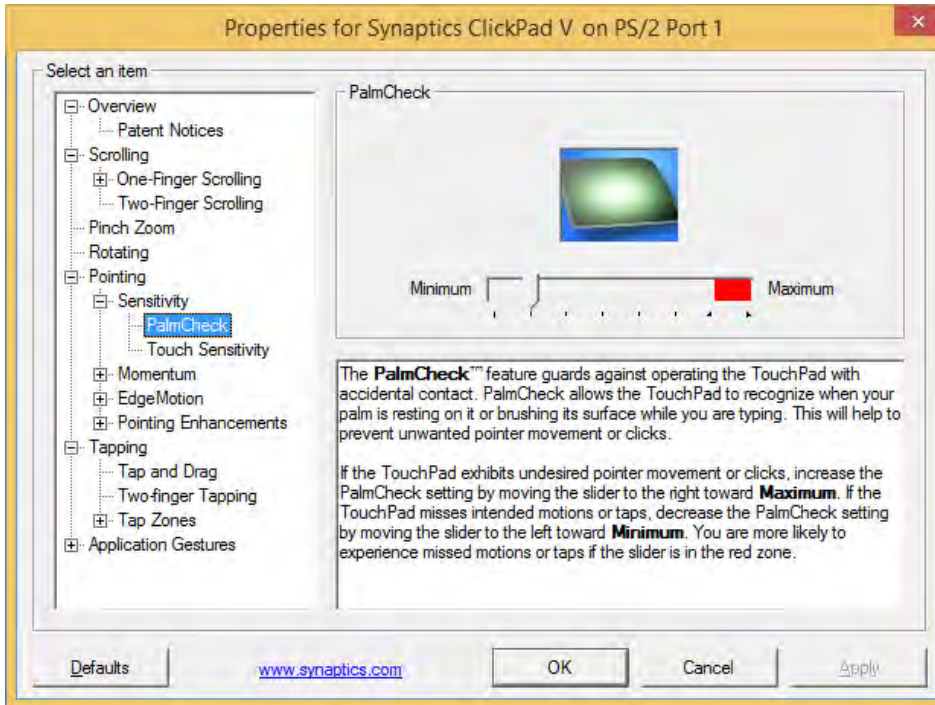 Properties for Synaptics ClickPad V on PS/2 Port 1
Select an item
Overview
Patent Notices
Scrolling
One-Finger Scrolling
Two-Finger Scrolling
Pinch Zoom
Rotating
Pointing
Sensitivity
PalmCheck
Touch Sensitivity
Momentum
EdgeMotion
Pointing Enhancements
Tapping
Tap and Drag
Two-finger Tapping
Tap Zones
Application Gestures
PalmCheck
Minimum
Maximum
The PalmCheck™ feature guards against operating the TouchPad with
accidental contact. PalmCheck allows the TouchPad to recognize when your
palm is resting on it or brushing its surface while you are typing. This will help to
prevent unwanted pointer movement or clicks.
If the TouchPad exhibits undesired pointer movement or clicks, increase the
PalmCheck setting by moving the slider to the right toward Maximum. If the
TouchPad misses intended motions or taps, decrease the PalmCheck setting
by moving the slider to the left toward Minimum. You are more likely to
experience missed motions or taps if the slider is in the red zone.
Defaults
www.synaptics.com
OK
Cancel
Apply